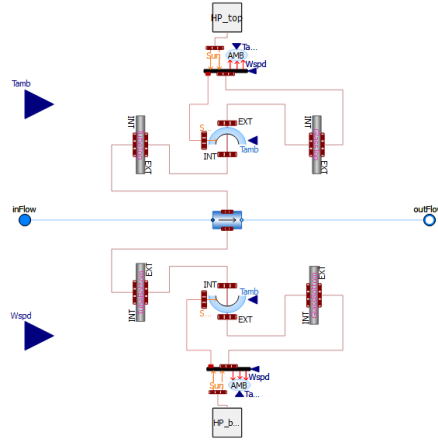 HP_top
Sun
AMB
Ta...
Wspd
Tamb
INT
EXT
EXT
S...
INT
Tamb
INT
EXT
inFlow
outFlow
EXT
INT
INT
Tamb
S...
EXT
EXT
INT
Wspd
Wspd
Sun
AMB
Ta...
HP_b...